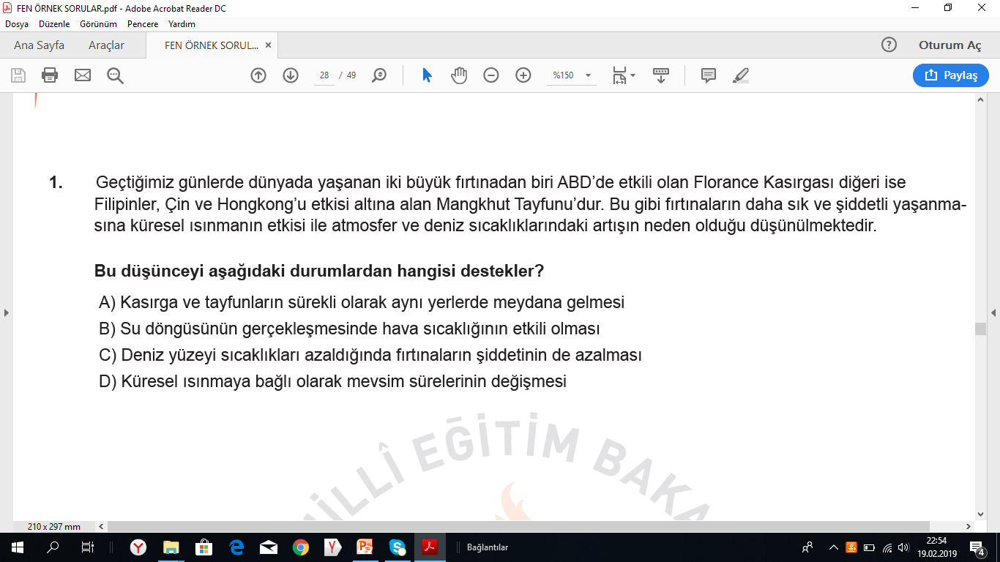 FEN ÖRNEK SORULAR.pdf - Adobe Acrobat Reader DC
Dosya Düzenle Görünüm Pencere Yardım
Ana Sayfa Araçlar FEN ÖRNEK SORUL... × ? Oturum Aç
28 / 49 %150 Paylaş
1. Geçtiğimiz günlerde dünyada yaşanan iki büyük fırtınadan biri ABD’de etkili olan Florance Kasırgası diğeri ise
Filipinler, Çin ve Hongkong’u etkisi altına alan Mangkhut Tayfunu’dur. Bu gibi fırtınaların daha sık ve şiddetli yaşanma-
sına küresel ısınmanın etkisi ile atmosfer ve deniz sıcaklıklarındaki artışın neden olduğu düşünülmektedir.
Bu düşünceyi aşağıdaki durumlardan hangisi destekler?
A) Kasırga ve tayfunların sürekli olarak aynı yerlerde meydana gelmesi
B) Su döngüsünün gerçekleşmesinde hava sıcaklığının etkili olması
C) Deniz yüzeyi sıcaklıkları azaldığında fırtınaların şiddetinin de azalması
D) Küresel ısınmaya bağlı olarak mevsim sürelerinin değişmesi
MİLLÎ EĞİTİM BAKA
210 x 297 mm
Bağlantılar
22:54
19.02.2019
4